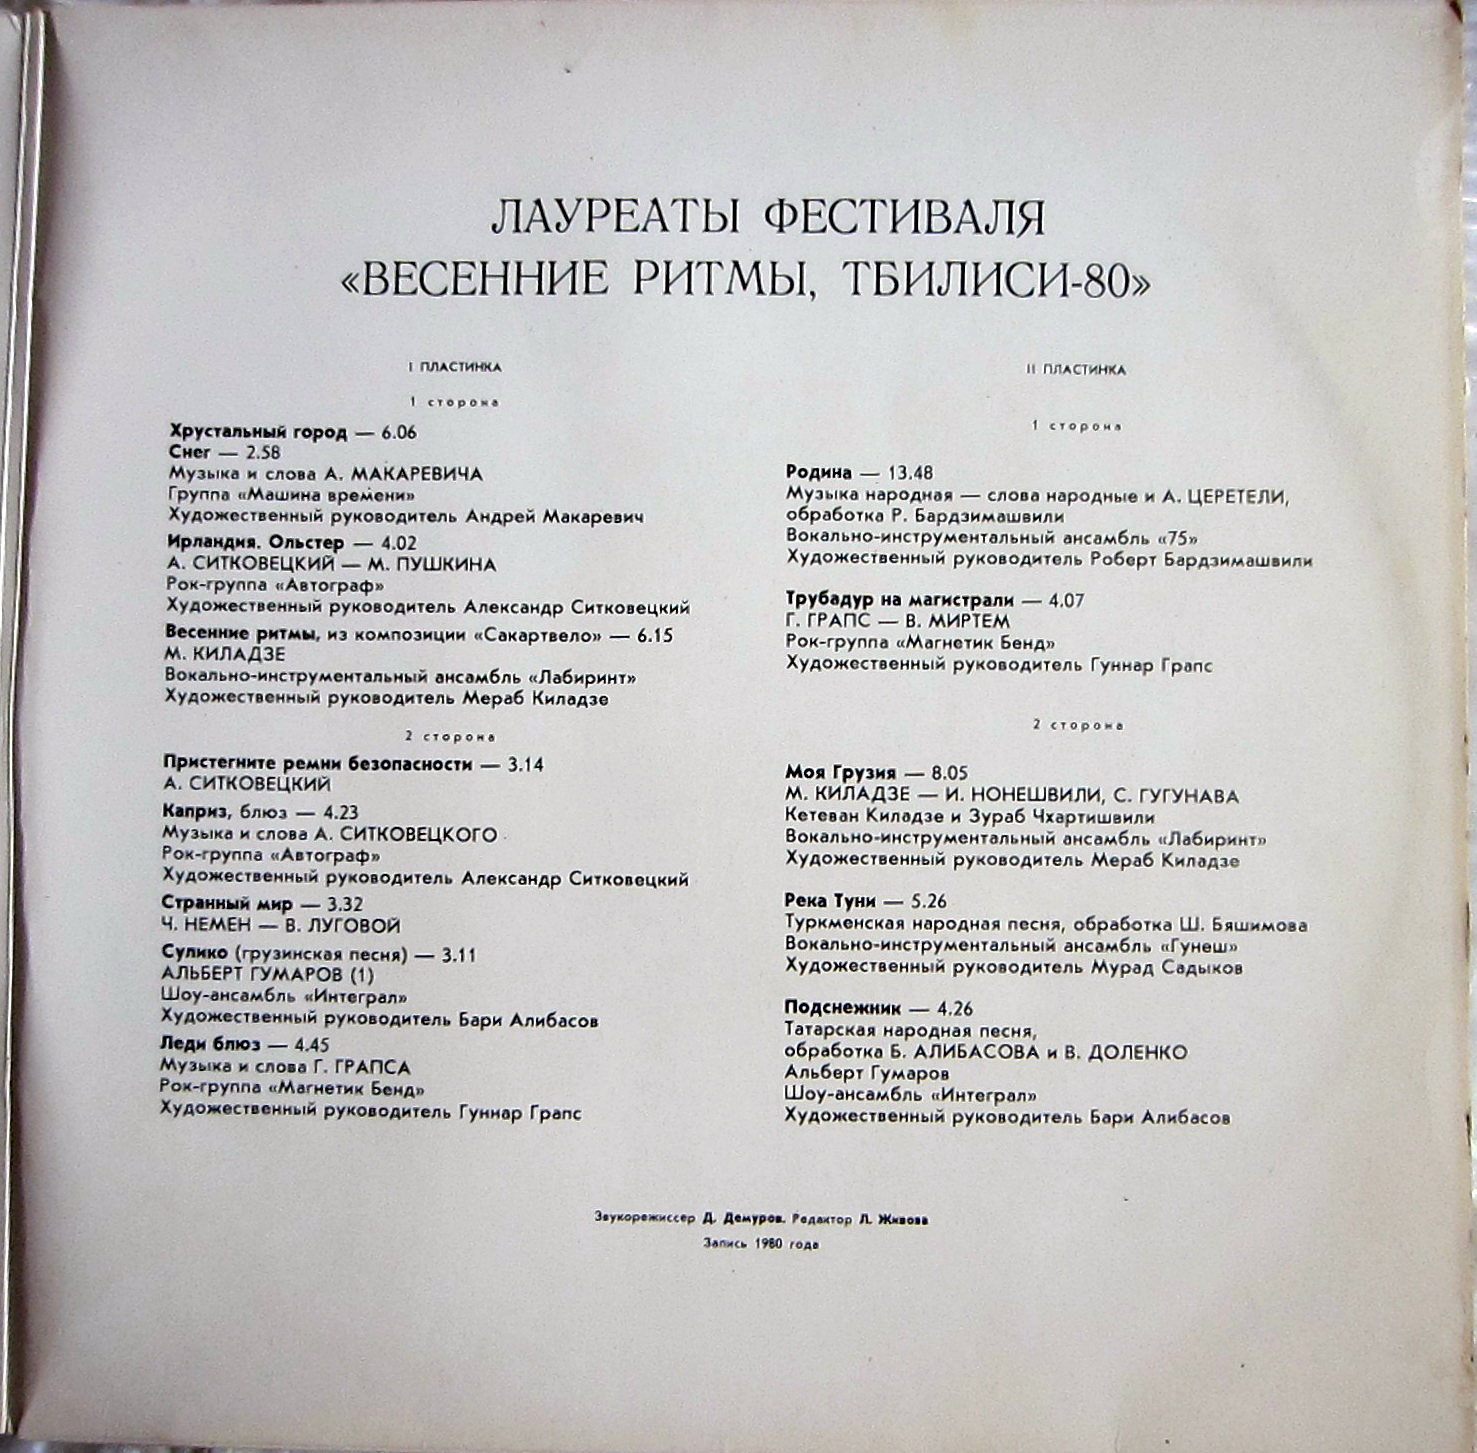 ЛАУРЕАТЫ ФЕСТИВАЛЯ
«ВЕСЕННИЕ РИТМЫ, ТБИЛИСИ-80»
I ПЛАСТИНКА
1 сторона
Хрустальный город — 6.06
Снег — 2.58
Музыка и слова А. МАКАРЕВИЧА
Группа «Машина времени»
Художественный руководитель Андрей Макаревич
Ирландия. Ольстер — 4.02
А. СИТКОВЕЦКИЙ — М. ПУШКИНА
Рок-группа «Автограф»
Художественный руководитель Александр Ситковецкий
Весенние ритмы, из композиции «Сакартвело» — 6.15
М. КИЛАДЗЕ
Вокально-инструментальный ансамбль «Лабиринт»
Художественный руководитель Мераб Киладзе
2 сторона
Пристегните ремни безопасности — 3.14
А. СИТКОВЕЦКИЙ
Каприз, блюз — 4.23
Музыка и слова А. СИТКОВЕЦКОГО
Рок-группа «Автограф»
Художественный руководитель Александр Ситковецкий
Странный мир — 3.32
Ч. НЕМЕН — В. ЛУГОВОЙ
Сулико (грузинская песня) — 3.11
АЛЬБЕРТ ГУМАРОВ (1)
Шоу-ансамбль «Интеграл»
Художественный руководитель Бари Алибасов
Леди блюз — 4.45
Музыка и слова Г. ГРАПСА
Рок-группа «Магнетик Бенд»
Художественный руководитель Гуннар Грапс
II ПЛАСТИНКА
1 сторона
Родина — 13.48
Музыка народная — слова народные и А. ЦЕРЕТЕЛИ,
обработка Р. Бардзимашвили
Вокально-инструментальный ансамбль «75»
Художественный руководитель Роберт Бардзимашвили
Трубадур на магистрали — 4.07
Г. ГРАПС — В. МИРТЕМ
Рок-группа «Магнетик Бенд»
Художественный руководитель Гуннар Грапс
2 сторона
Моя Грузия — 8.05
М. КИЛАДЗЕ — И. НОНЕШВИЛИ, С. ГУГУНАВА
Кетеван Киладзе и Зураб Чхартишвили
Вокально-инструментальный ансамбль «Лабиринт»
Художественный руководитель Мераб Киладзе
Река Туни — 5.26
Туркменская народная песня, обработка Ш. Бяшимова
Вокально-инструментальный ансамбль «Гунеш»
Художественный руководитель Мурад Садыков
Подснежник — 4.26
Татарская народная песня,
обработка Б. АЛИБАСОВА и В. ДОЛЕНКО
Альберт Гумаров
Шоу-ансамбль «Интеграл»
Художественный руководитель Бари Алибасов
Звукорежиссер Д. Демуров. Редактор Л. Живова
Запись 1980 года